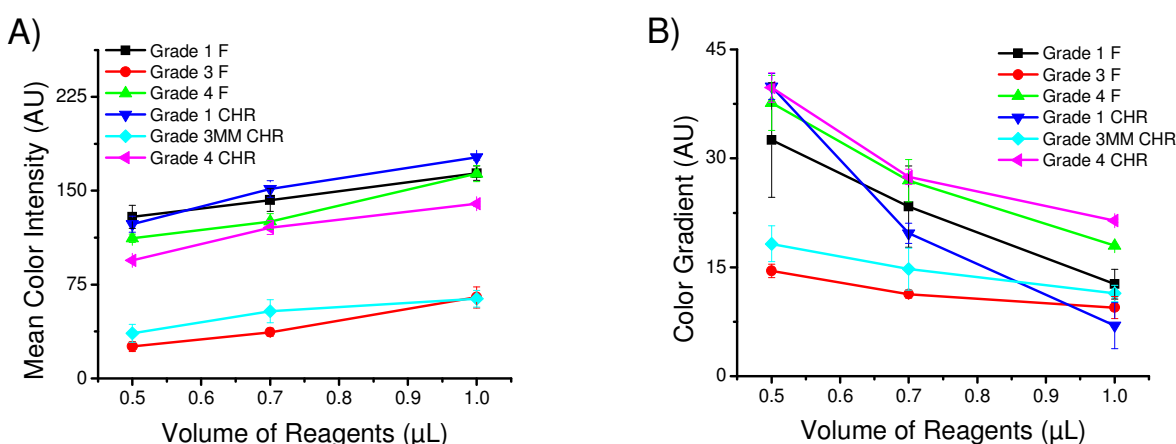 A)
Grade 1 F
Grade 3 F
Grade 4 F
Grade 1 CHR
Grade 3MM CHR
Grade 4 CHR
Mean Color Intensity (AU)
225
150
75
0
0.5 0.6 0.7 0.8 0.9 1.0
Volume of Reagents (µL)
B)
Grade 1 F
Grade 3 F
Grade 4 F
Grade 1 CHR
Grade 3MM CHR
Grade 4 CHR
Color Gradient (AU)
45
30
15
0
0.5 0.6 0.7 0.8 0.9 1.0
Volume of Reagents (µL)